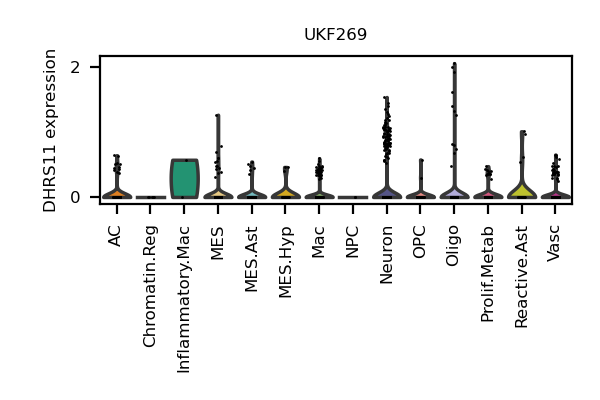 UKF269
DHRS11 expression
2
0
AC
Chromatin.Reg
Inflammatory.Mac
MES
MES.Ast
MES.Hyp
Mac
NPC
Neuron
OPC
Oligo
Prolif.Metab
Reactive.Ast
Vasc